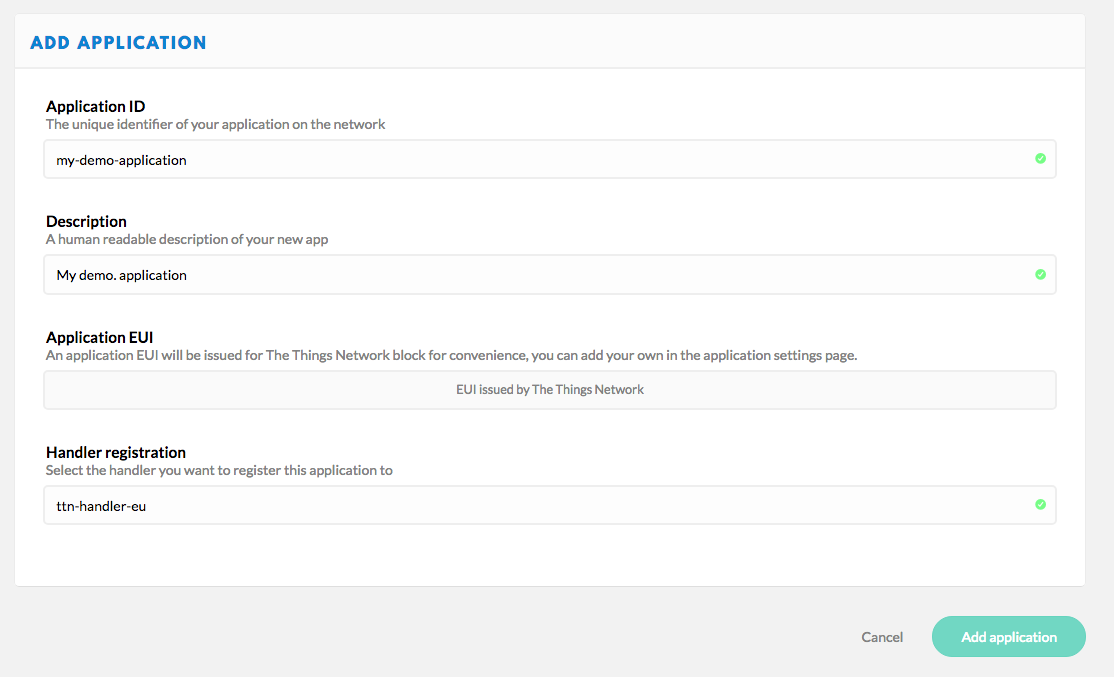 ADD APPLICATION
Application ID
The unique identifier of your application on the network
my-demo-application
Description
A human readable description of your new app
My demo. application
Application EUI
An application EUI will be issued for The Things Network block for convenience, you can add your own in the application settings page.
EUI issued by The Things Network
Handler registration
Select the handler you want to register this application to
ttn-handler-eu
Cancel
Add application